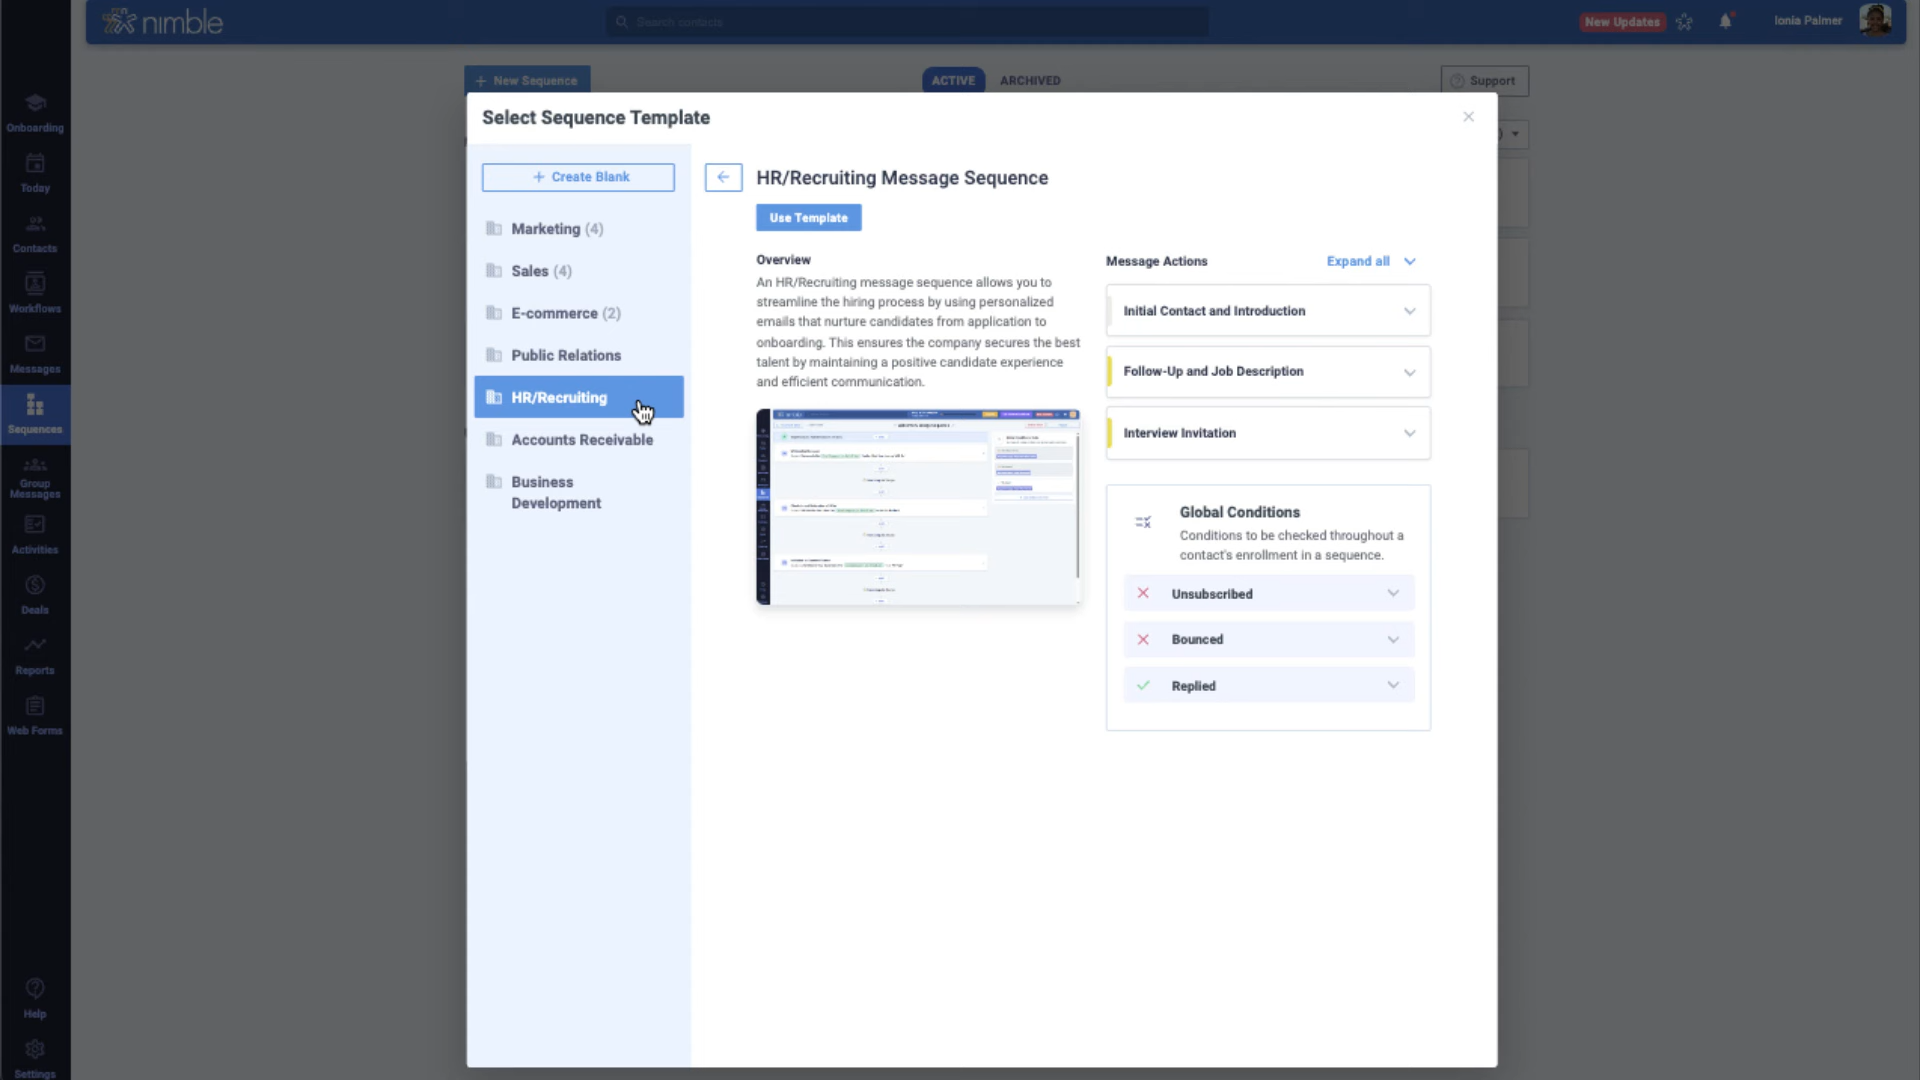 nimble
Search contacts
New Updates
Ionia Palmer
Onboarding
Today
Contacts
Workflows
Messages
Sequences
Group
Messages
Activities
Deals
Reports
Web Forms
Help
Settings
+ New Sequence
ACTIVE
ARCHIVED
Support
Select Sequence Template
+ Create Blank
Marketing (4)
Sales (4)
E-commerce (2)
Public Relations
HR/Recruiting
Accounts Receivable
Business
Development
HR/Recruiting Message Sequence
Use Template
Overview
An HR/Recruiting message sequence allows you to
streamline the hiring process by using personalized
emails that nurture candidates from application to
onboarding. This ensures the company secures the best
talent by maintaining a positive candidate experience
and efficient communication.
Message Actions
Expand all
Initial Contact and Introduction
Follow-Up and Job Description
Interview Invitation
Global Conditions
Conditions to be checked throughout a
contact's enrollment in a sequence.
Unsubscribed
Bounced
Replied